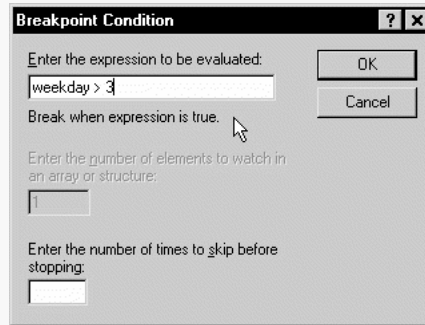 Breakpoint Condition
Enter the expression to be evaluated:
weekday > 3
Break when expression is true.
Enter the number of elements to watch in
an array or structure:
1
Enter the number of times to skip before
stopping:
OK
Cancel